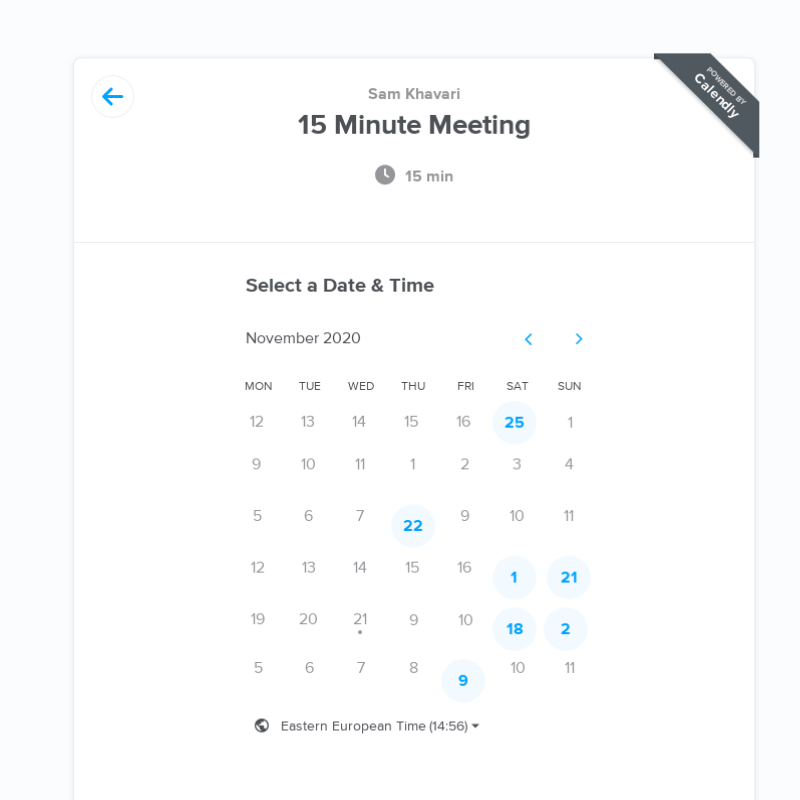 POWERED BY
Calendly
Sam Khavari
15 Minute Meeting
15 min
Select a Date & Time
November 2020
MON TUE WED THU FRI SAT SUN
12 13 14 15 16 25 1
9 10 11 1 2 3 4
5 6 7 22 9 10 11
12 13 14 15 16 1 21
19 20 21 9 10 18 2
5 6 7 8 9 10 11
Eastern European Time (14:56)